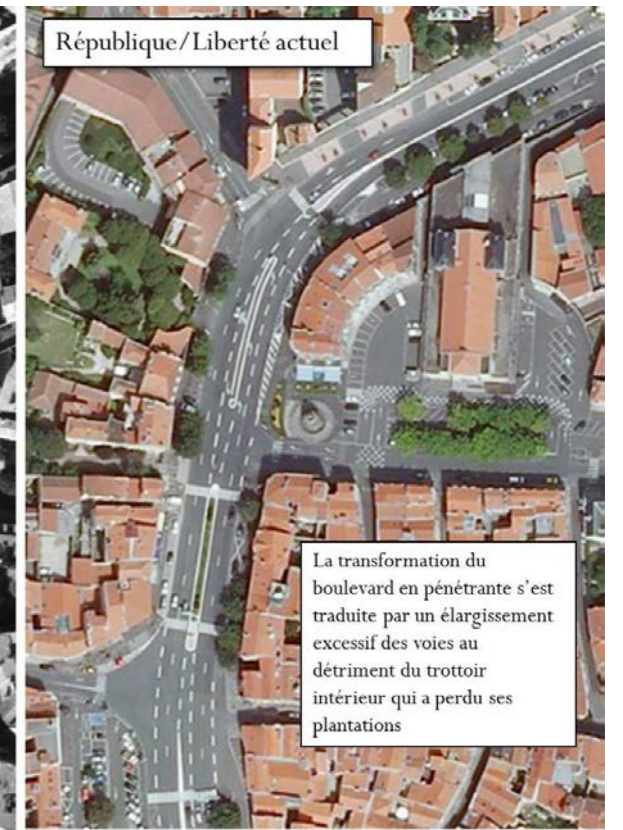 République/Liberté actuel
La transformation du
boulevard en pénétrante s’est
traduite par un élargissement
excessif des voies au
détriment du trottoir
intérieur qui a perdu ses
plantations